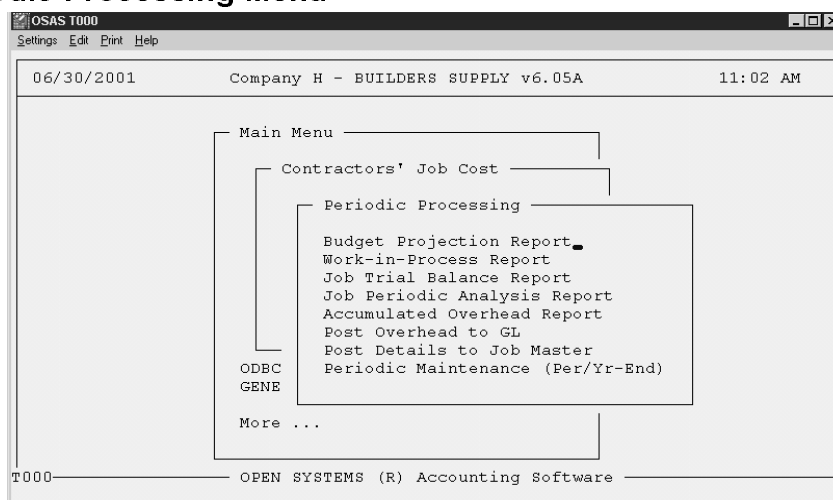 OSAS T000
Settings Edit Print Help
06/30/2001 Company H - BUILDERS SUPPLY v6.05A 11:02 AM
Main Menu
Contractors' Job Cost
Periodic Processing
Budget Projection Report
Work-in-Process Report
Job Trial Balance Report
Job Periodic Analysis Report
Accumulated Overhead Report
Post Overhead to GL
Post Details to Job Master
ODBC Periodic Maintenance (Per/Yr-End)
GENE
More ...
T000 OPEN SYSTEMS (R) Accounting Software